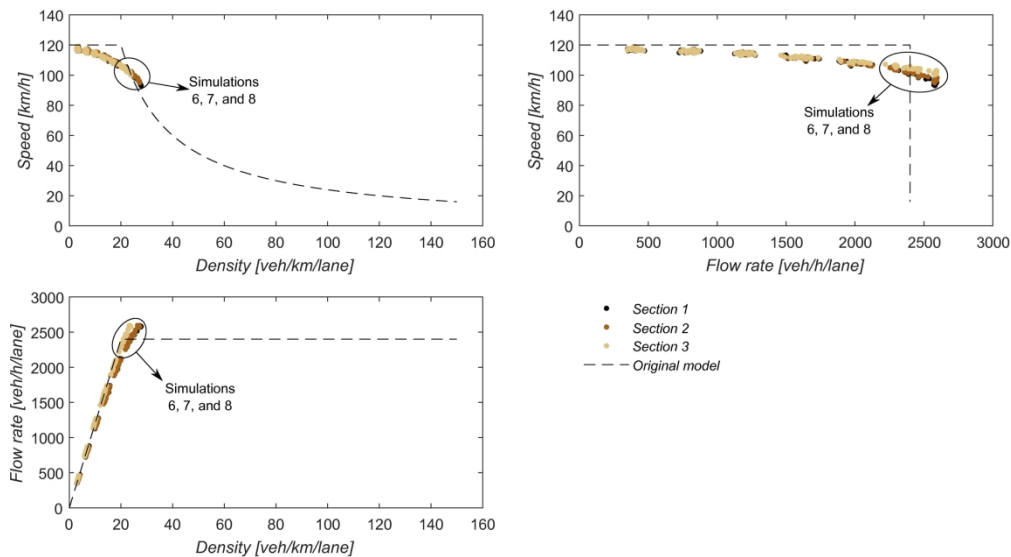 140
120
100
80
60
40
20
0
Speed [km/h]
Simulations
6, 7, and 8
0 20 40 60 80 100 120 140 160
Density [veh/km/lane]
140
120
100
80
60
40
20
0
Speed [km/h]
Simulations
6, 7, and 8
0 500 1000 1500 2000 2500 3000
Flow rate [veh/h/lane]
3000
2500
2000
1500
1000
500
0
Flow rate [veh/h/lane]
Simulations
6, 7, and 8
0 20 40 60 80 100 120 140 160
Density [veh/km/lane]
Section 1
Section 2
Section 3
Original model